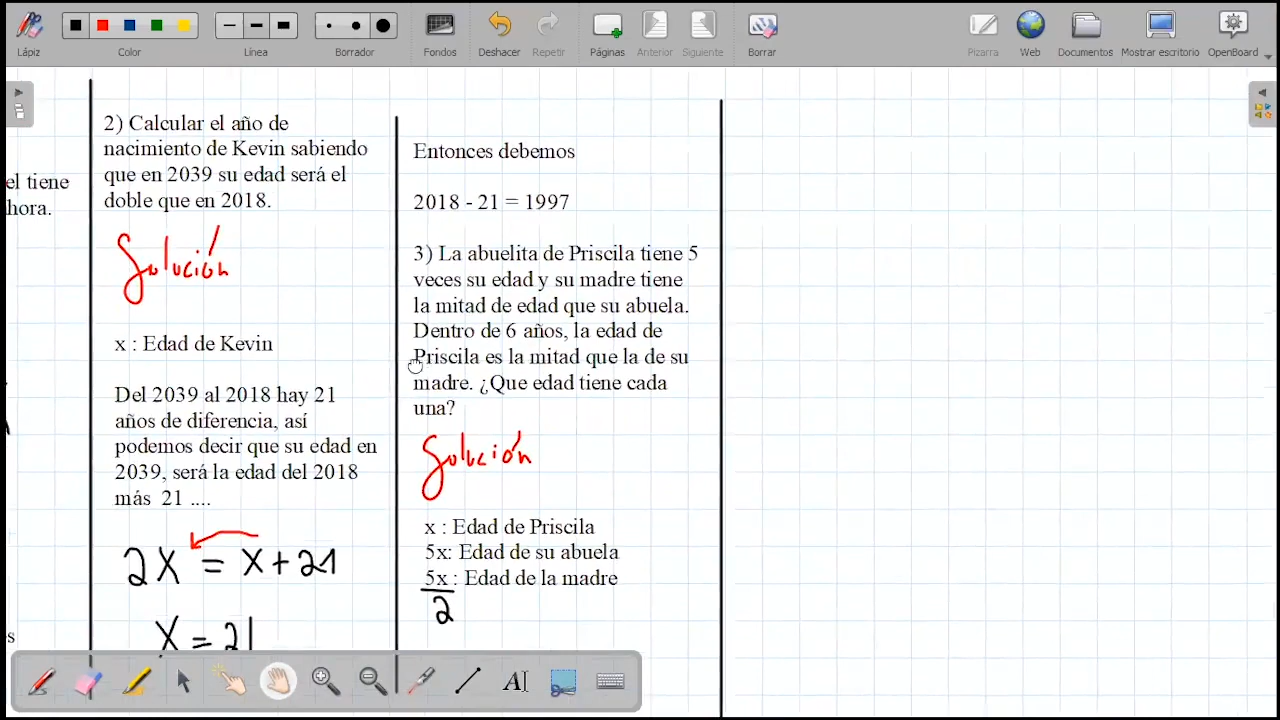 Lápiz
Color
Línea
Borrador
Fondos
Deshacer
Repetir
Páginas
Anterior
Siguiente
Borrar
Pizarra
Web
Documentos
Mostrar escritorio
OpenBoard
el tiene
hora.
s
2) Calcular el año de
nacimiento de Kevin sabiendo
que en 2039 su edad será el
doble que en 2018.
Solución
x : Edad de Kevin
Del 2039 al 2018 hay 21
años de diferencia, así
podemos decir que su edad en
2039, será la edad del 2018
más 21 ....
2X = X + 21
X = 21
Entonces debemos
2018 - 21 = 1997
3) La abuelita de Priscila tiene 5
veces su edad y su madre tiene
la mitad de edad que su abuela.
Dentro de 6 años, la edad de
Priscila es la mitad que la de su
madre. ¿Que edad tiene cada
una?
Solución
x : Edad de Priscila
5x: Edad de su abuela
5x : Edad de la madre
2